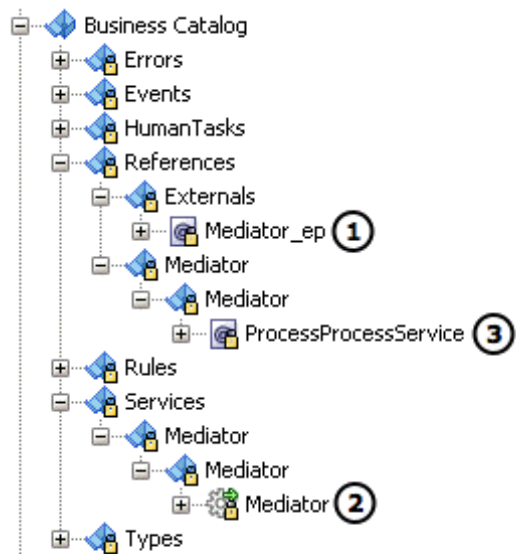 Business Catalog
Errors
Events
HumanTasks
References
Externals
Mediator_ep 1
Mediator
Mediator
ProcessProcessService 3
Rules
Services
Mediator
Mediator
Mediator 2
Types